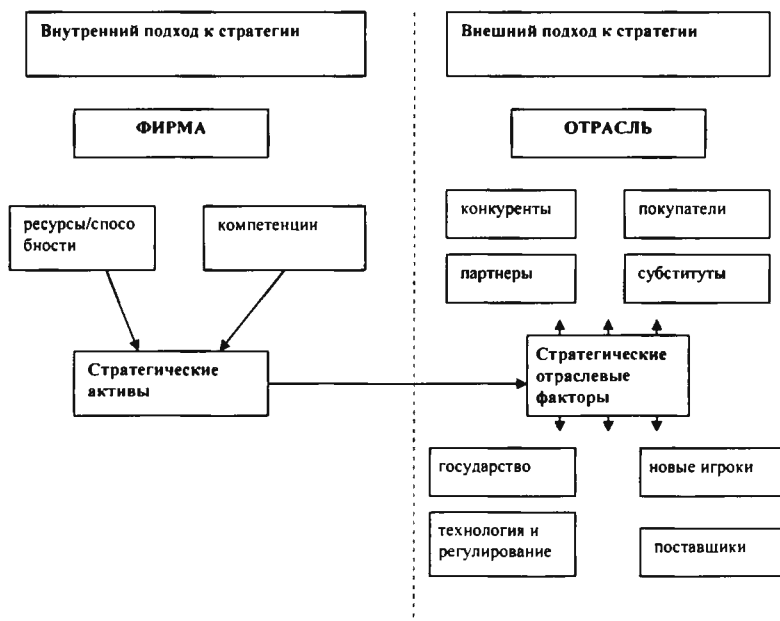 Внутренний подход к стратегии
Внешний подход к стратегии
ФИРМА
ОТРАСЛЬ
ресурсы/спосо
бности
компетенции
конкуренты
покупатели
партнеры
субституты
Стратегические
активы
Стратегические
отраслевые
факторы
государство
новые игроки
технология и
регулирование
поставщики